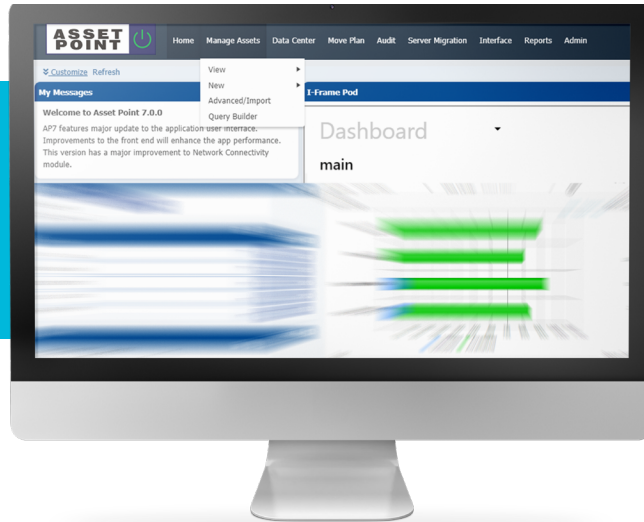 ASSET
POINT
Home Manage Assets Data Center Move Plan Audit Server Migration Interface Reports Admin
Customize Refresh
View
New
Advanced/Import
Query Builder
My Messages
I-Frame Pod
Welcome to Asset Point 7.0.0
AP7 features major update to the application user interface.
Improvements to the front end will enhance the app performance.
This version has a major improvement to Network Connectivity
module.
Dashboard
main